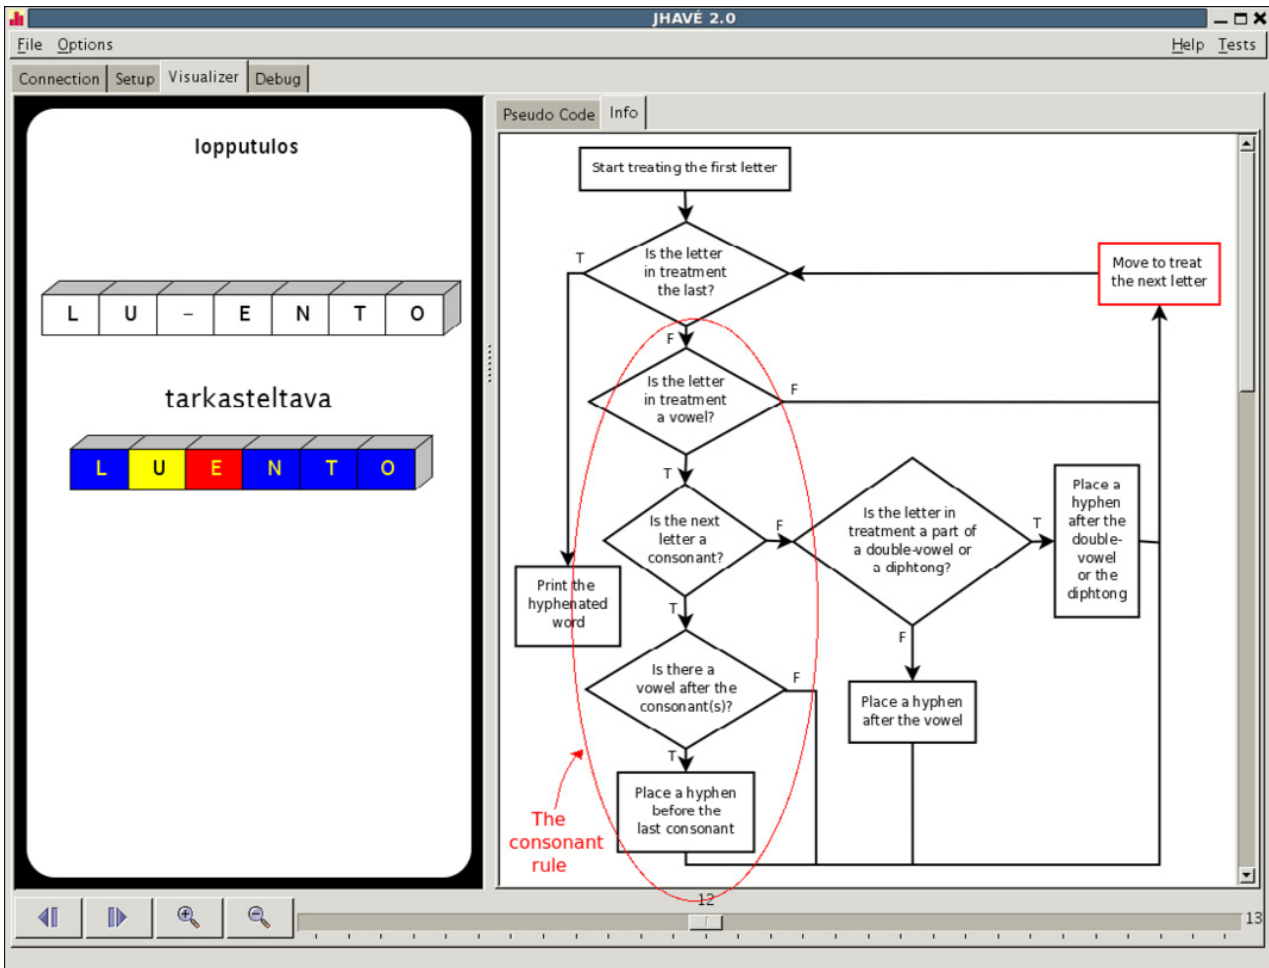 JHAVÉ 2.0
File Options Help Tests
Connection Setup Visualizer Debug
lopputulos
L U – E N T O
tarkasteltava
L U E N T O
Pseudo Code Info
Start treating the first letter
Is the letter
in treatment
the last?
T
F
Move to treat
the next letter
Is the letter
in treatment
a vowel?
F
T
Is the next
letter a
consonant?
F
T
Is the letter in
treatment a part of
a double-vowel or
a diphtong?
T
F
Place a
hyphen
after the
double-
vowel
or the
diphtong
Print the
hyphenated
word
Is there a
vowel after the
consonant(s)?
F
T
Place a hyphen
after the vowel
Place a hyphen
before the
last consonant
The
consonant
rule
12
13